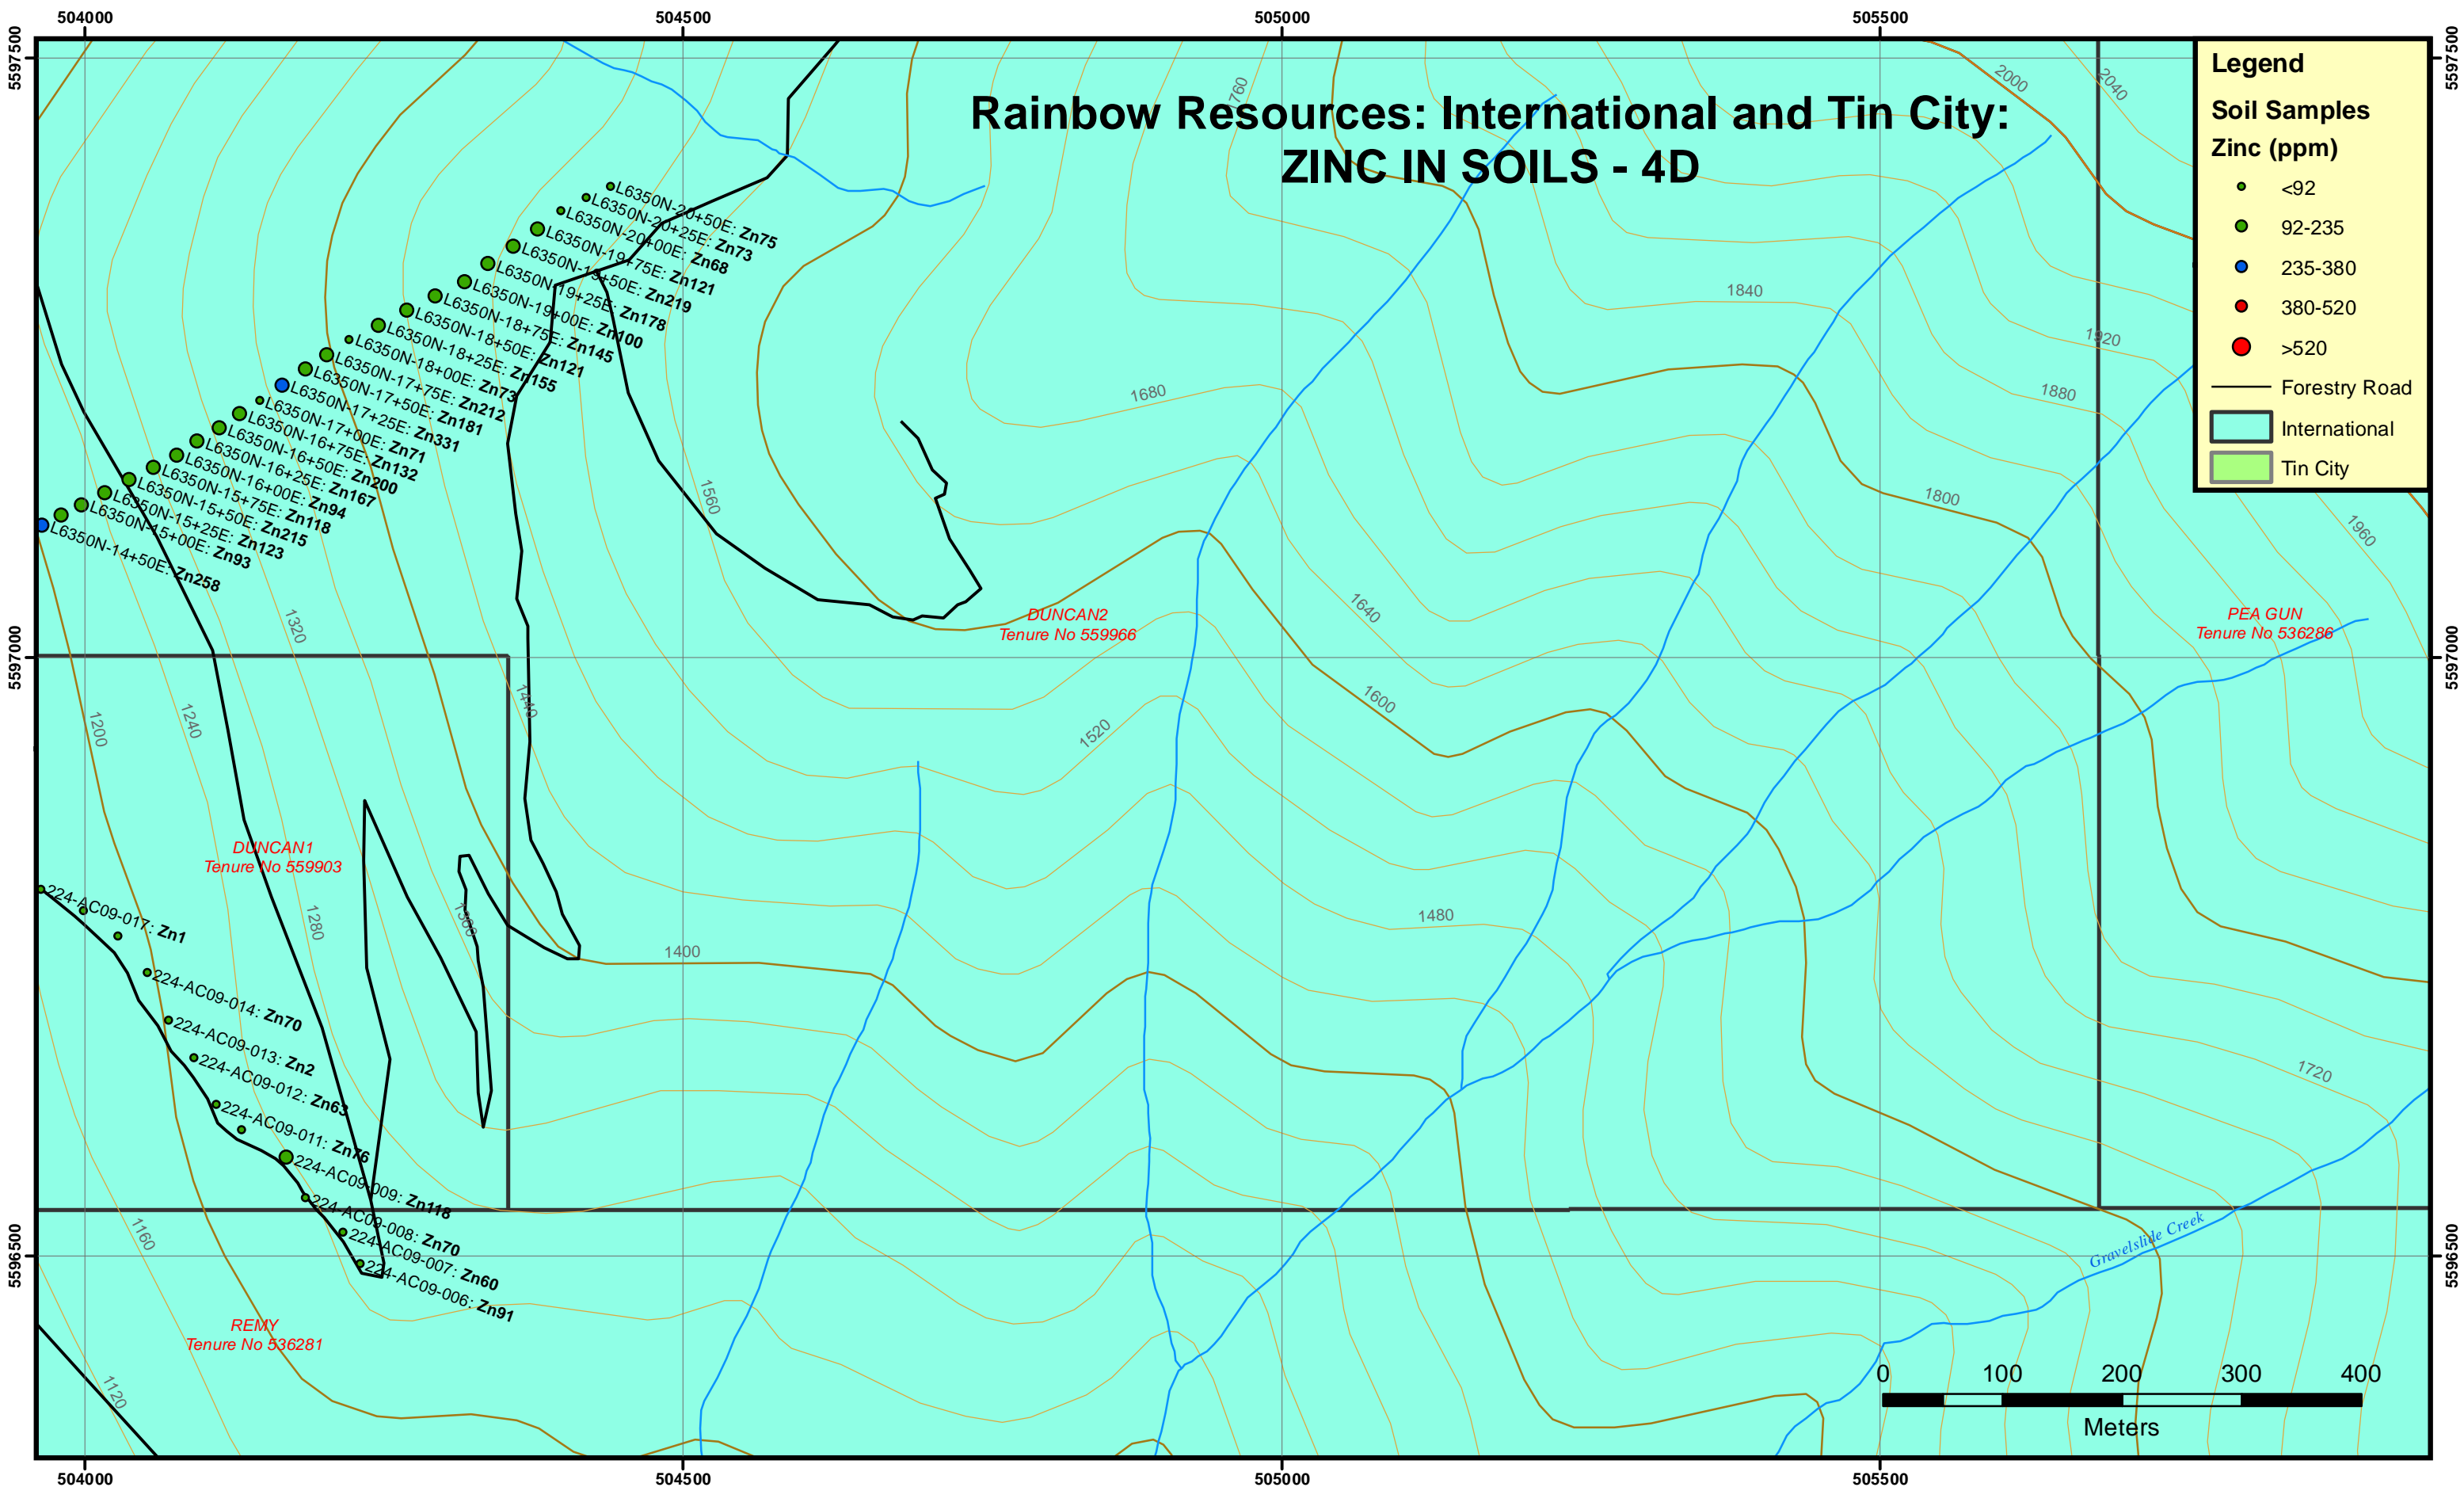 504000
504500
505000
505500
5597500
5597500
Rainbow Resources: International and Tin City:
ZINC IN SOILS - 4D
Legend
Soil Samples
Zinc (ppm)
<92
92-235
235-380
380-520
>520
Forestry Road
International
Tin City
1760
2000
2040
1840
1920
1880
1800
1960
1680
1640
1600
1560
1520
1480
1440
1400
1360
1320
1280
1240
1200
1160
1120
1720
L6350N-20+50E: Zn75
L6350N-20+25E: Zn73
L6350N-20+00E: Zn68
L6350N-19+75E: Zn121
L6350N-19+50E: Zn219
L6350N-19+25E: Zn178
L6350N-19+00E: Zn100
L6350N-18+75E: Zn145
L6350N-18+50E: Zn121
L6350N-18+25E: Zn155
L6350N-18+00E: Zn73
L6350N-17+75E: Zn212
L6350N-17+50E: Zn181
L6350N-17+25E: Zn331
L6350N-17+00E: Zn71
L6350N-16+75E: Zn132
L6350N-16+50E: Zn200
L6350N-16+25E: Zn167
L6350N-16+00E: Zn94
L6350N-15+75E: Zn118
L6350N-15+50E: Zn215
L6350N-15+25E: Zn123
L6350N-15+00E: Zn93
L6350N-14+50E: Zn258
DUNCAN2
Tenure No 559966
PEA GUN
Tenure No 536286
5597000
5597000
DUNCAN1
Tenure No 559903
224-AC09-017: Zn1
224-AC09-014: Zn70
224-AC09-013: Zn2
224-AC09-012: Zn63
224-AC09-011: Zn76
224-AC09-009: Zn118
224-AC09-008: Zn70
224-AC09-007: Zn60
224-AC09-006: Zn91
Gravelslide Creek
5596500
5596500
REMY
Tenure No 536281
0 100 200 300 400
Meters
504000
504500
505000
505500